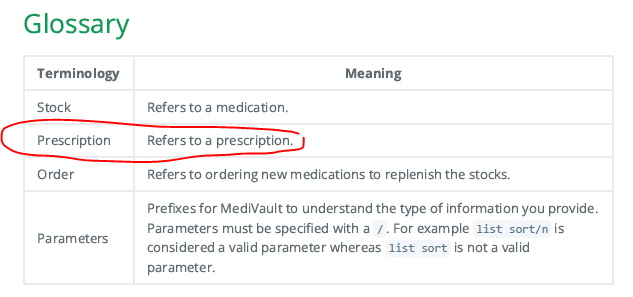 Glossary
Terminology Meaning
Stock Refers to a medication.
Prescription Refers to a prescription.
Order Refers to ordering new medications to replenish the stocks.
Prefixes for MediVault to understand the type of information you provide.
Parameters must be specified with a /. For example list sort/n is
Parameters considered a valid parameter whereas list sort is not a valid
parameter.